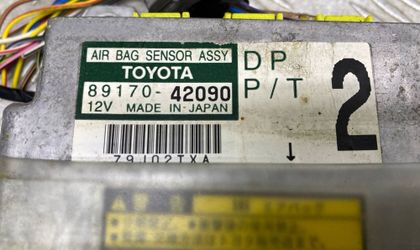 AIR BAG SENSOR ASSY
TOYOTA
89170-42090
12V MADE IN JAPAN
DP
P/T
2
79J02TXA